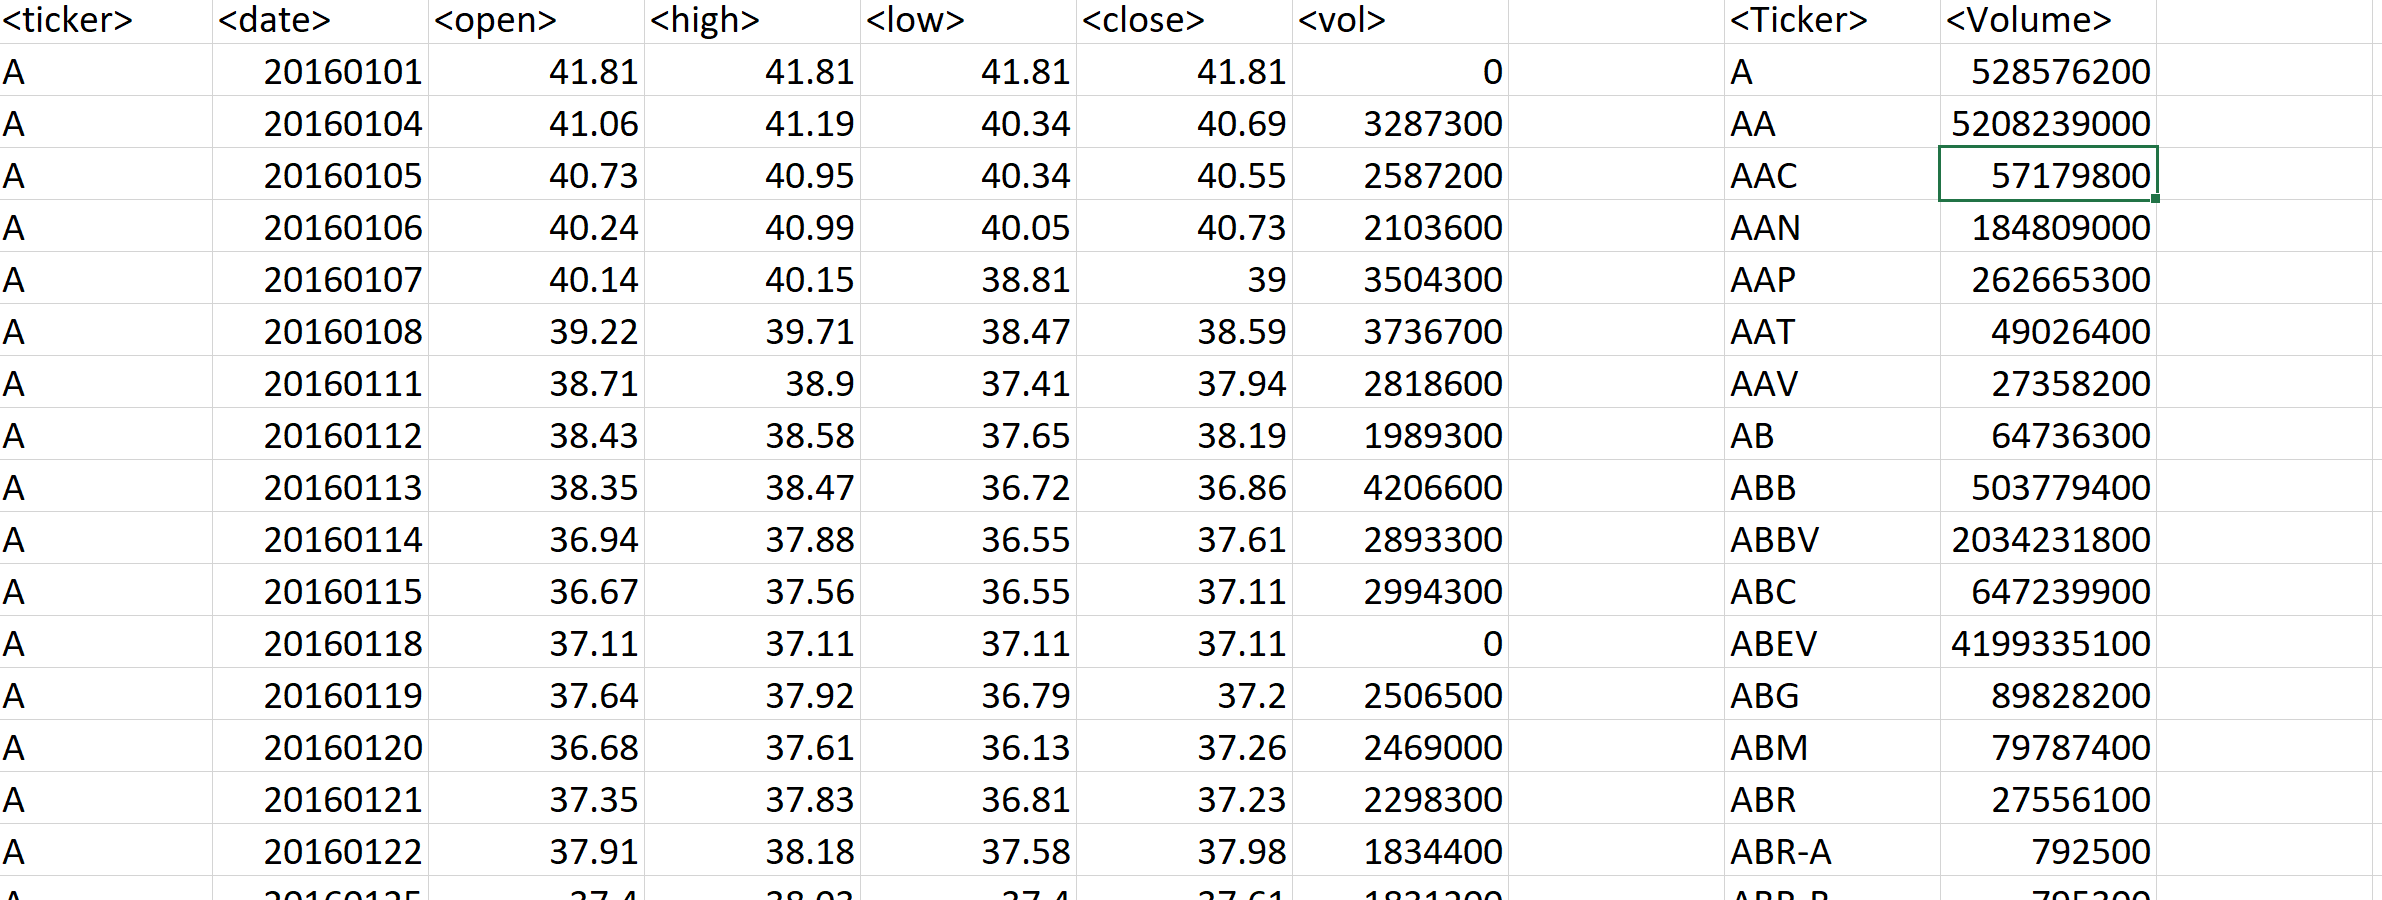 <ticker> <date> <open> <high> <low> <close> <vol> <Ticker> <Volume>
A 20160101 41.81 41.81 41.81 41.81 0 A 528576200
A 20160104 41.06 41.19 40.34 40.69 3287300 AA 5208239000
A 20160105 40.73 40.95 40.34 40.55 2587200 AAC 57179800
A 20160106 40.24 40.99 40.05 40.73 2103600 AAN 184809000
A 20160107 40.14 40.15 38.81 39 3504300 AAP 262665300
A 20160108 39.22 39.71 38.47 38.59 3736700 AAT 49026400
A 20160111 38.71 38.9 37.41 37.94 2818600 AAV 27358200
A 20160112 38.43 38.58 37.65 38.19 1989300 AB 64736300
A 20160113 38.35 38.47 36.72 36.86 4206600 ABB 503779400
A 20160114 36.94 37.88 36.55 37.61 2893300 ABBV 2034231800
A 20160115 36.67 37.56 36.55 37.11 2994300 ABC 647239900
A 20160118 37.11 37.11 37.11 37.11 0 ABEV 4199335100
A 20160119 37.64 37.92 36.79 37.2 2506500 ABG 89828200
A 20160120 36.68 37.61 36.13 37.26 2469000 ABM 79787400
A 20160121 37.35 37.83 36.81 37.23 2298300 ABR 27556100
A 20160122 37.91 38.18 37.58 37.98 1834400 ABR-A 792500